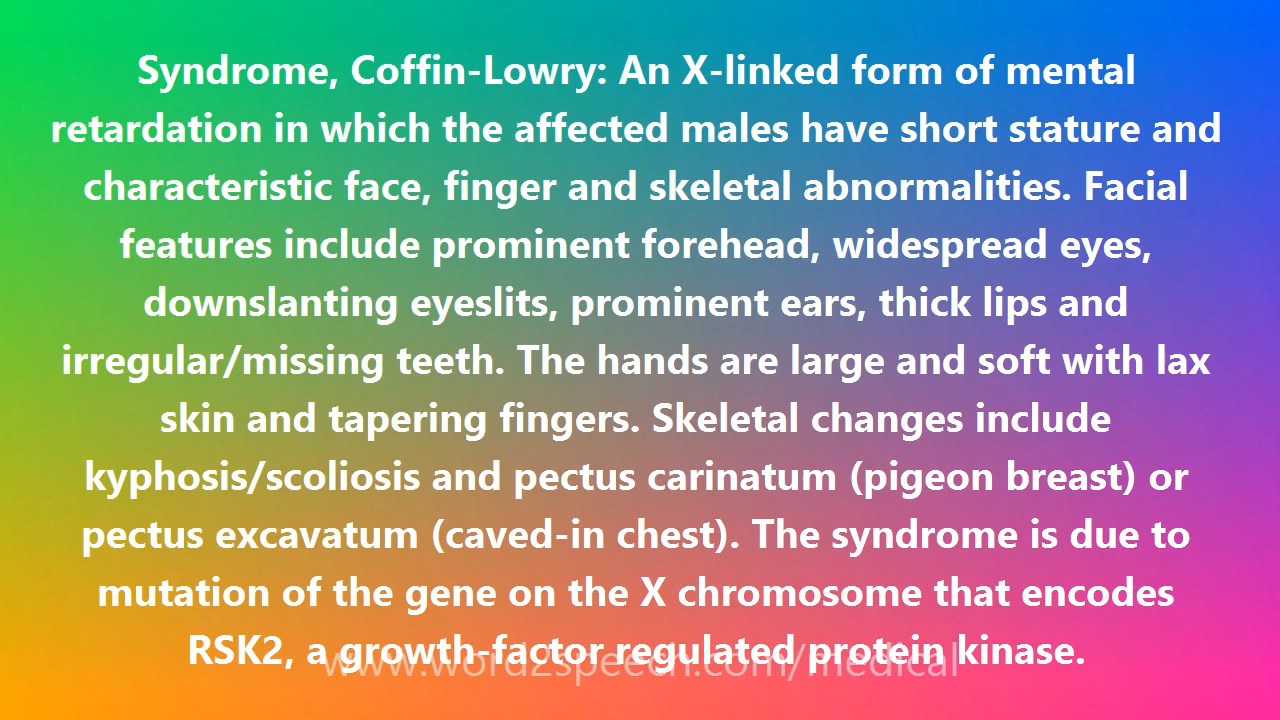 Syndrome, Coffin-Lowry: An X-linked form of mental
retardation in which the affected males have short stature and
characteristic face, finger and skeletal abnormalities. Facial
features include prominent forehead, widespread eyes,
downslanting eyeslits, prominent ears, thick lips and
irregular/missing teeth. The hands are large and soft with lax
skin and tapering fingers. Skeletal changes include
kyphosis/scoliosis and pectus carinatum (pigeon breast) or
pectus excavatum (caved-in chest). The syndrome is due to
mutation of the gene on the X chromosome that encodes
RSK2, a growth-factor regulated protein kinase.
www.word2speech.com/medical